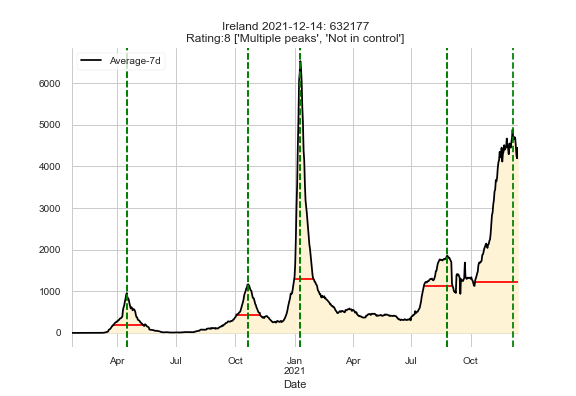 Ireland 2021-12-14: 632177
Rating:8 ['Multiple peaks', 'Not in control']
Average-7d
6000
5000
4000
3000
2000
1000
0
Apr Jul Oct Jan Apr Jul Oct
2021
Date